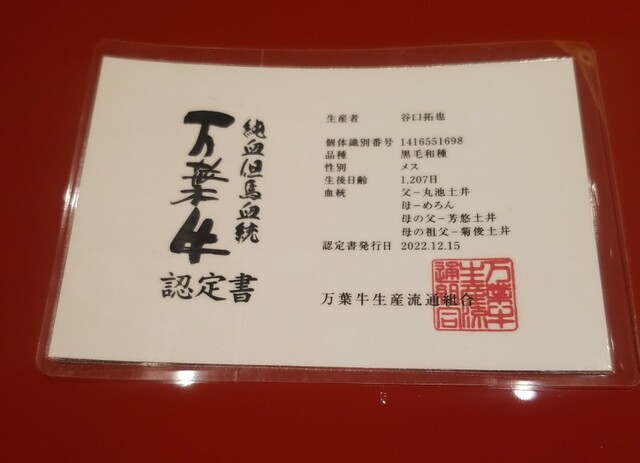 純血但馬血統
万葉牛
認定書
生産者 谷口拓也
個体識別番号 1416551698
品種 黒毛和種
性別 メス
生後日齢 1,207日
血統 父−丸池土井
母−めろん
母の父−芳悠土井
母の祖父−菊俊土井
認定書発行日 2022.12.15
万葉牛生産流通組合